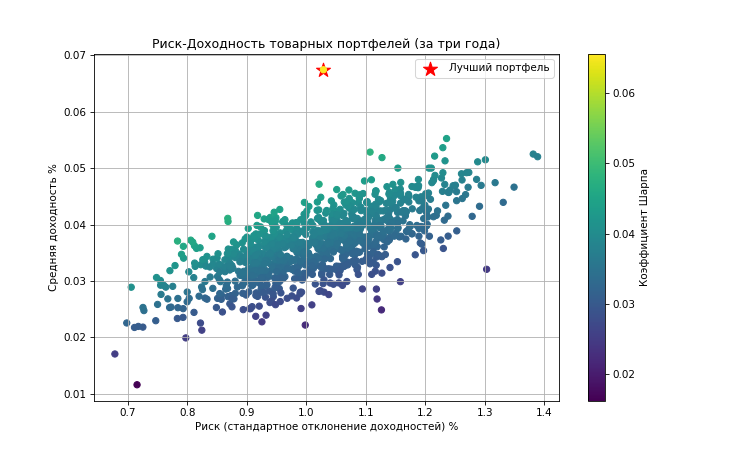 Риск-Доходность товарных портфелей (за три года)
Лучший портфель
Средняя доходность %
0.07
0.06
0.05
0.04
0.03
0.02
0.01
0.7 0.8 0.9 1.0 1.1 1.2 1.3 1.4
Риск (стандартное отклонение доходностей) %
0.06
0.05
0.04
0.03
0.02
Коэффициент Шарпа